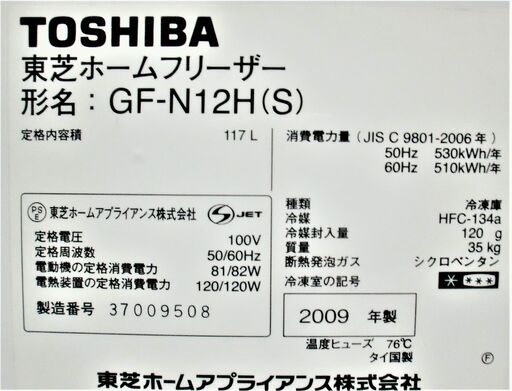 TOSHIBA
東芝ホームフリーザー
形名：GF-N12H(S)
定格内容積 117 L
消費電力量（JIS C 9801-2006 年）
50Hz 530kWh/年
60Hz 510kWh/年
PS E 東芝ホームアプライアンス株式会社 S JET
定格電圧 100V
定格周波数 50/60Hz
電動機の定格消費電力 81/82W
電熱装置の定格消費電力 120/120W
製造番号 37009508
種類 冷凍庫
冷媒 HFC-134a
冷媒封入量 120 g
質量 35 kg
断熱発泡ガス シクロペンタン
冷凍室の記号 * ***
2009 年製
温度ヒューズ 76℃
タイ国製
F
東芝ホームアプライアンス株式会社